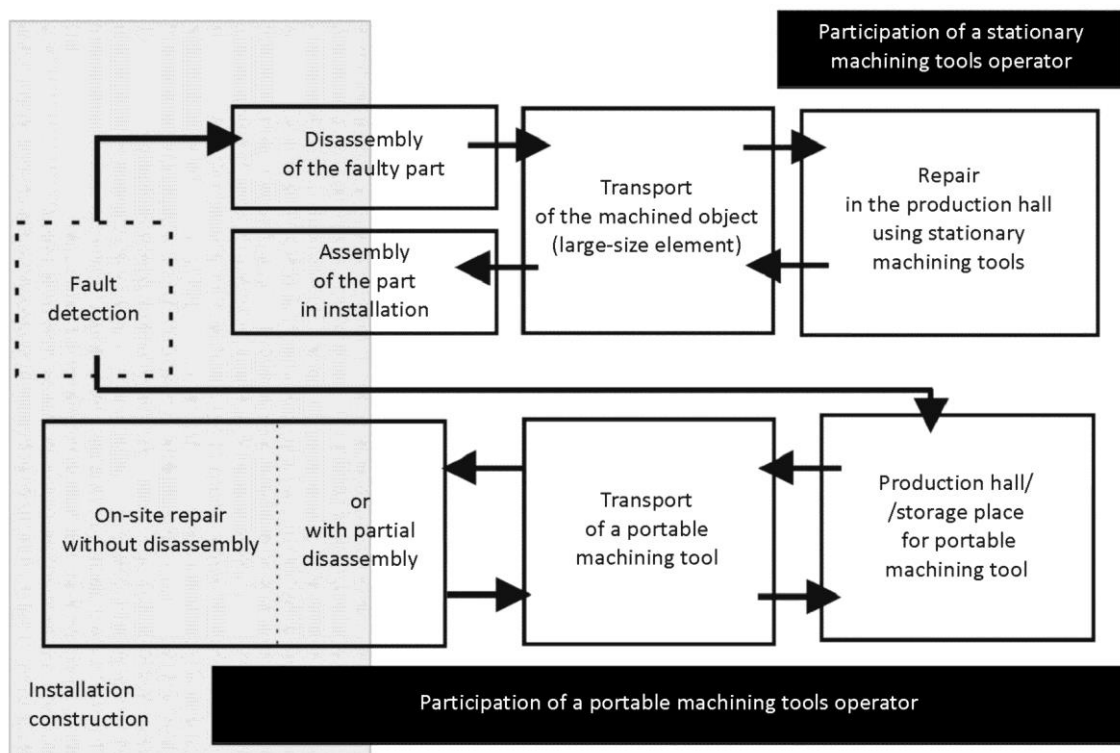 Participation of a stationary
machining tools operator
Disassembly
of the faulty part
Transport
of the machined object
(large-size element)
Repair
in the production hall
using stationary
machining tools
Assembly
of the part
in installation
Fault
detection
On-site repair
without disassembly
or
with partial
disassembly
Transport
of a portable
machining tool
Production hall/
/storage place
for portable
machining tool
Installation
construction
Participation of a portable machining tools operator